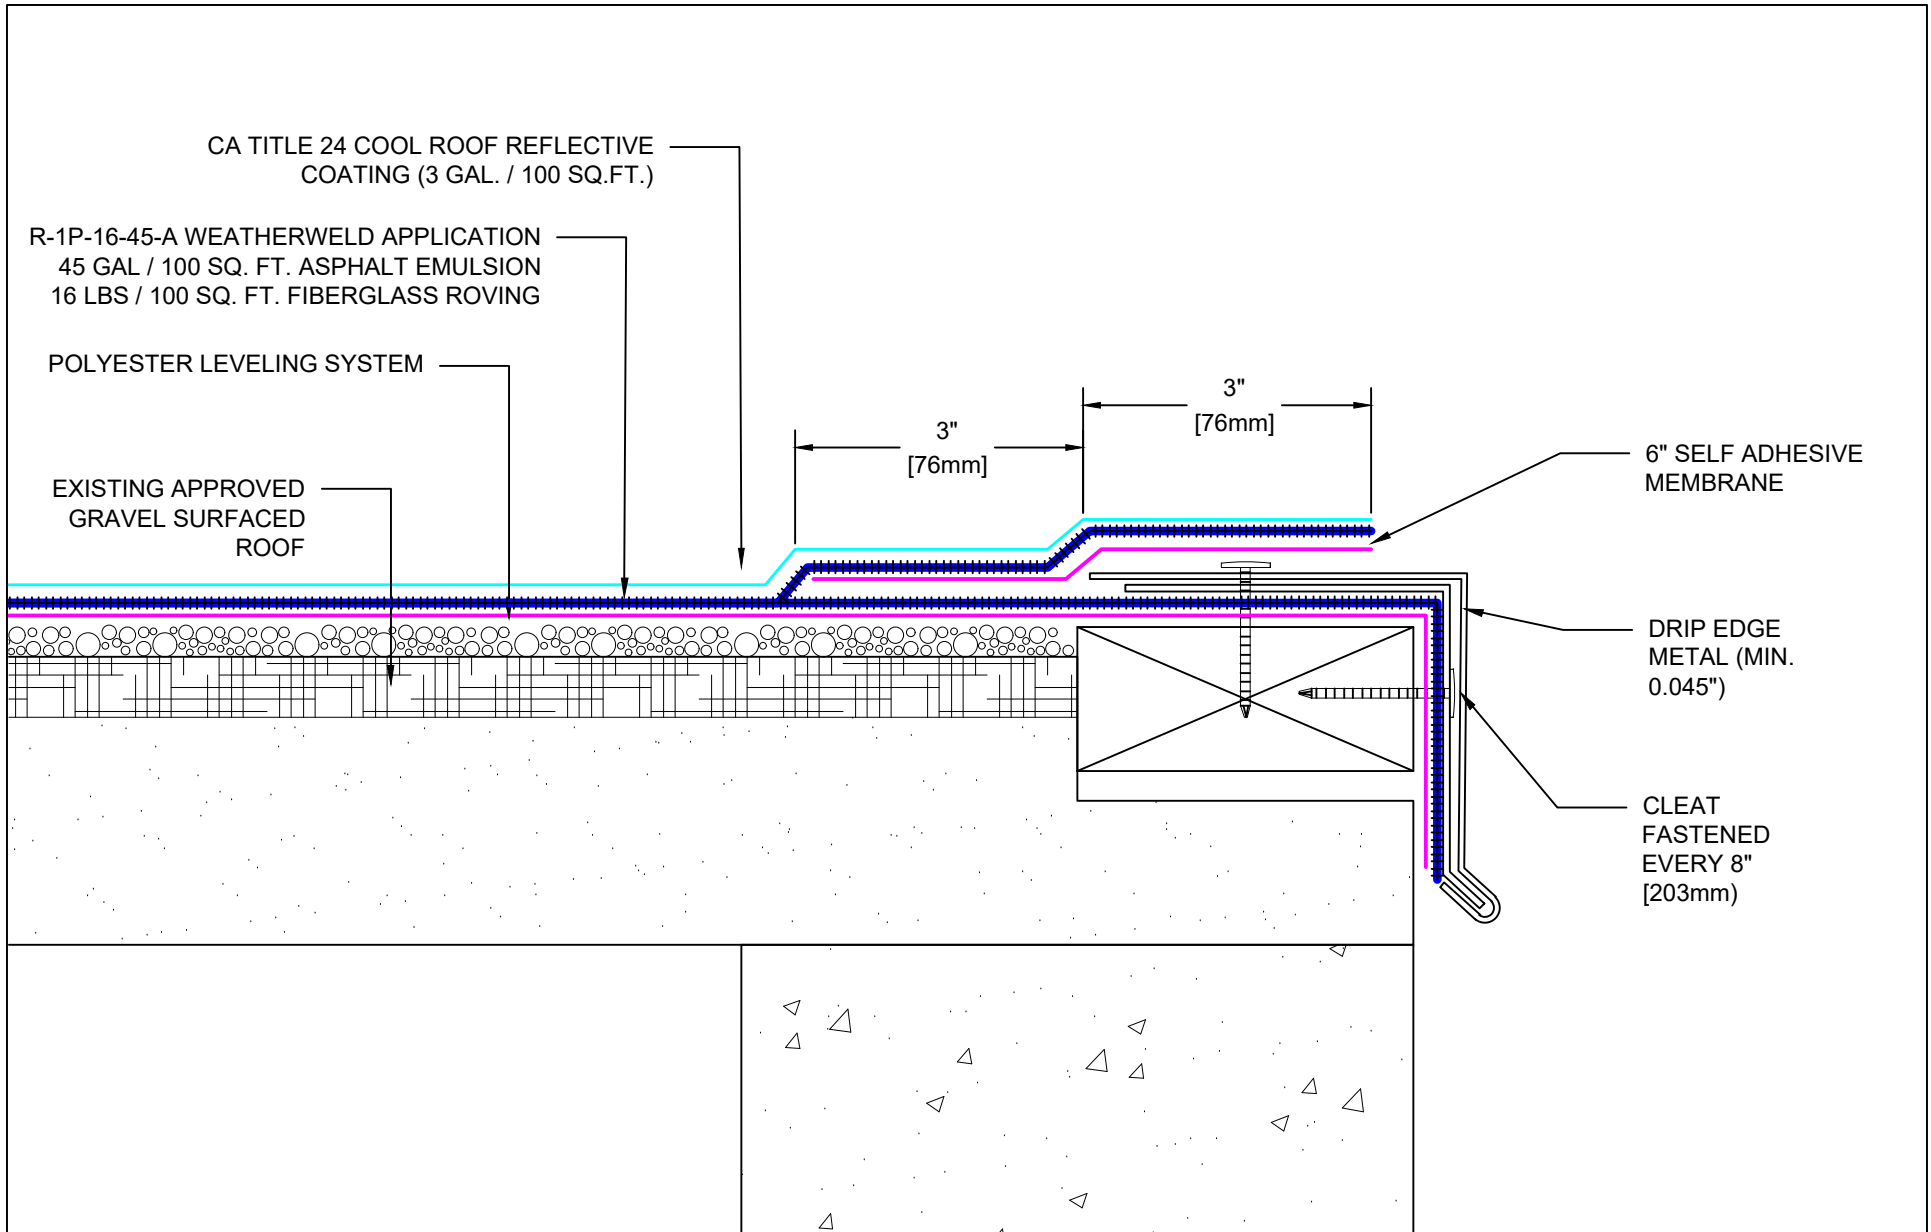 CA TITLE 24 COOL ROOF REFLECTIVE
COATING (3 GAL. / 100 SQ.FT.)
R-1P-16-45-A WEATHERWELD APPLICATION
45 GAL / 100 SQ. FT. ASPHALT EMULSION
16 LBS / 100 SQ. FT. FIBERGLASS ROVING
POLYESTER LEVELING SYSTEM
EXISTING APPROVED
GRAVEL SURFACED
ROOF
3"
[76mm]
3"
[76mm]
6" SELF ADHESIVE
MEMBRANE
DRIP EDGE
METAL (MIN.
0.045")
CLEAT
FASTENED
EVERY 8"
[203mm)